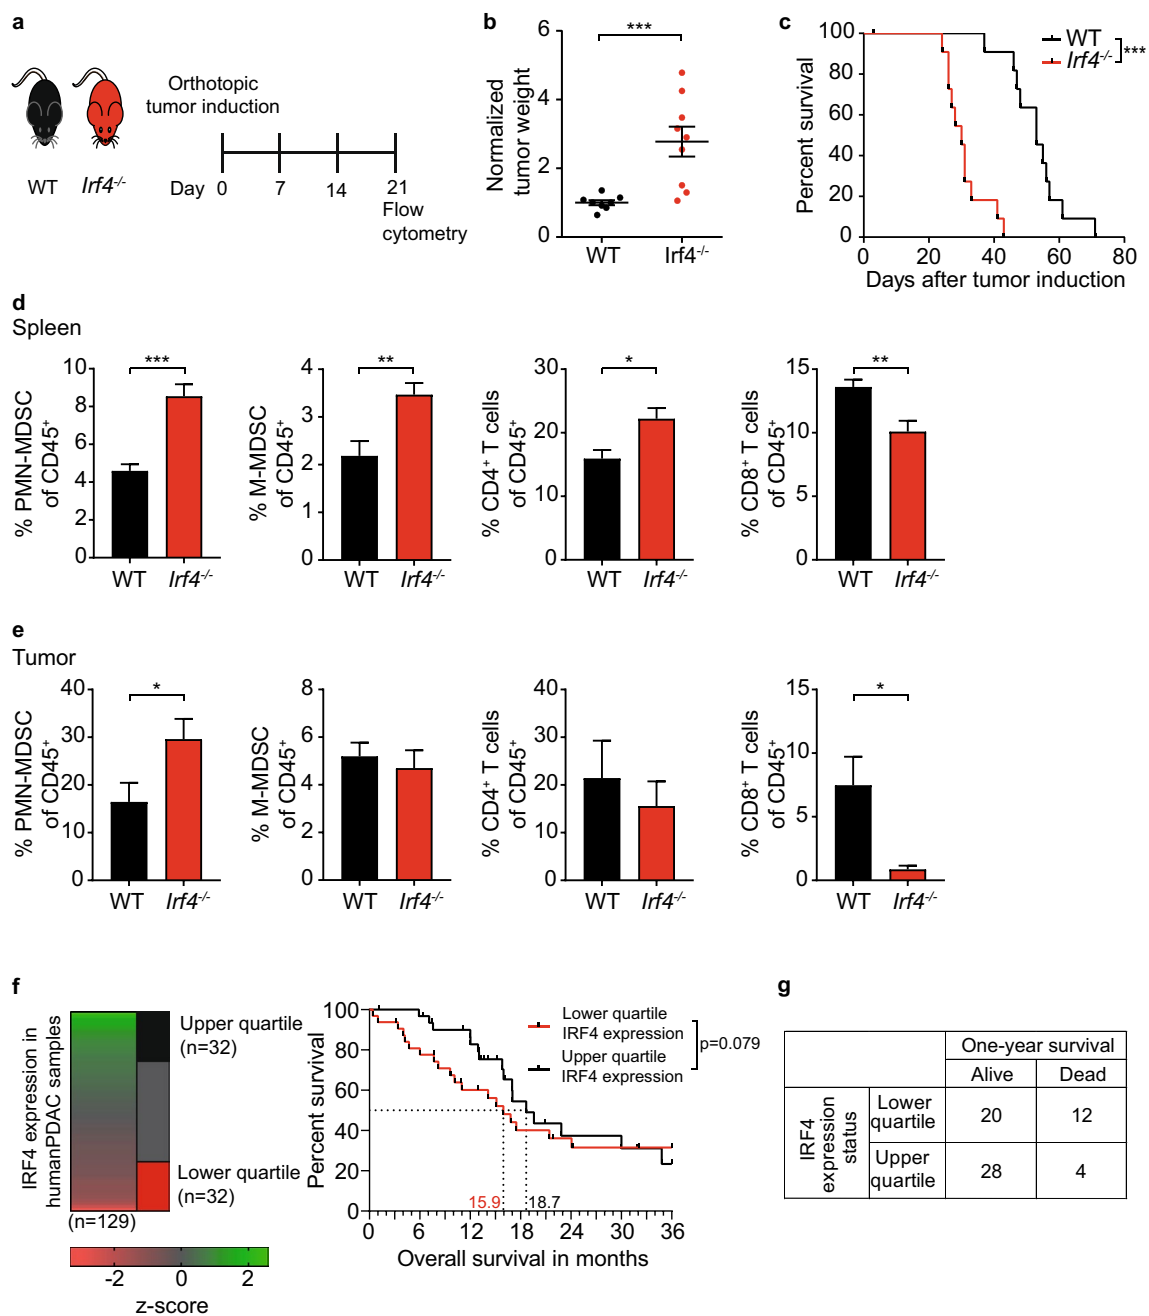 a
Orthotopic
tumor induction
WT
Irf4-/-
Day 0 7 14 21
Flow
cytometry
b
***
Normalized
tumor weight
6
4
2
0
WT
Irf4-/-
c
WT
Irf4-/-
***
Percent survival
100
80
60
40
20
0
0 20 40 60 80
Days after tumor induction
d
Spleen
***
% PMN-MDSC
of CD45+
10
8
6
4
2
0
WT Irf4-/-
**
% M-MDSC
of CD45+
4
3
2
1
0
WT Irf4-/-
*
% CD4+ T cells
of CD45+
30
20
10
0
WT Irf4-/-
**
% CD8+ T cells
of CD45+
15
10
5
0
WT Irf4-/-
e
Tumor
*
% PMN-MDSC
of CD45+
40
30
20
10
0
WT Irf4-/-
% M-MDSC
of CD45+
8
6
4
2
0
WT Irf4-/-
% CD4+ T cells
of CD45+
40
30
20
10
0
WT Irf4-/-
*
% CD8+ T cells
of CD45+
15
10
5
0
WT Irf4-/-
f
IRF4 expression in
humanPDAC samples
Upper quartile
(n=32)
Lower quartile
(n=32)
(n=129)
-2 0 2
z-score
Percent survival
100
80
60
40
20
0
Lower quartile
IRF4 expression
Upper quartile
IRF4 expression
p=0.079
15.9
18.7
0 6 12 18 24 30 36
Overall survival in months
g
One-year survival
Alive Dead
IRF4
expression
status
Lower
quartile
20 12
Upper
quartile
28 4